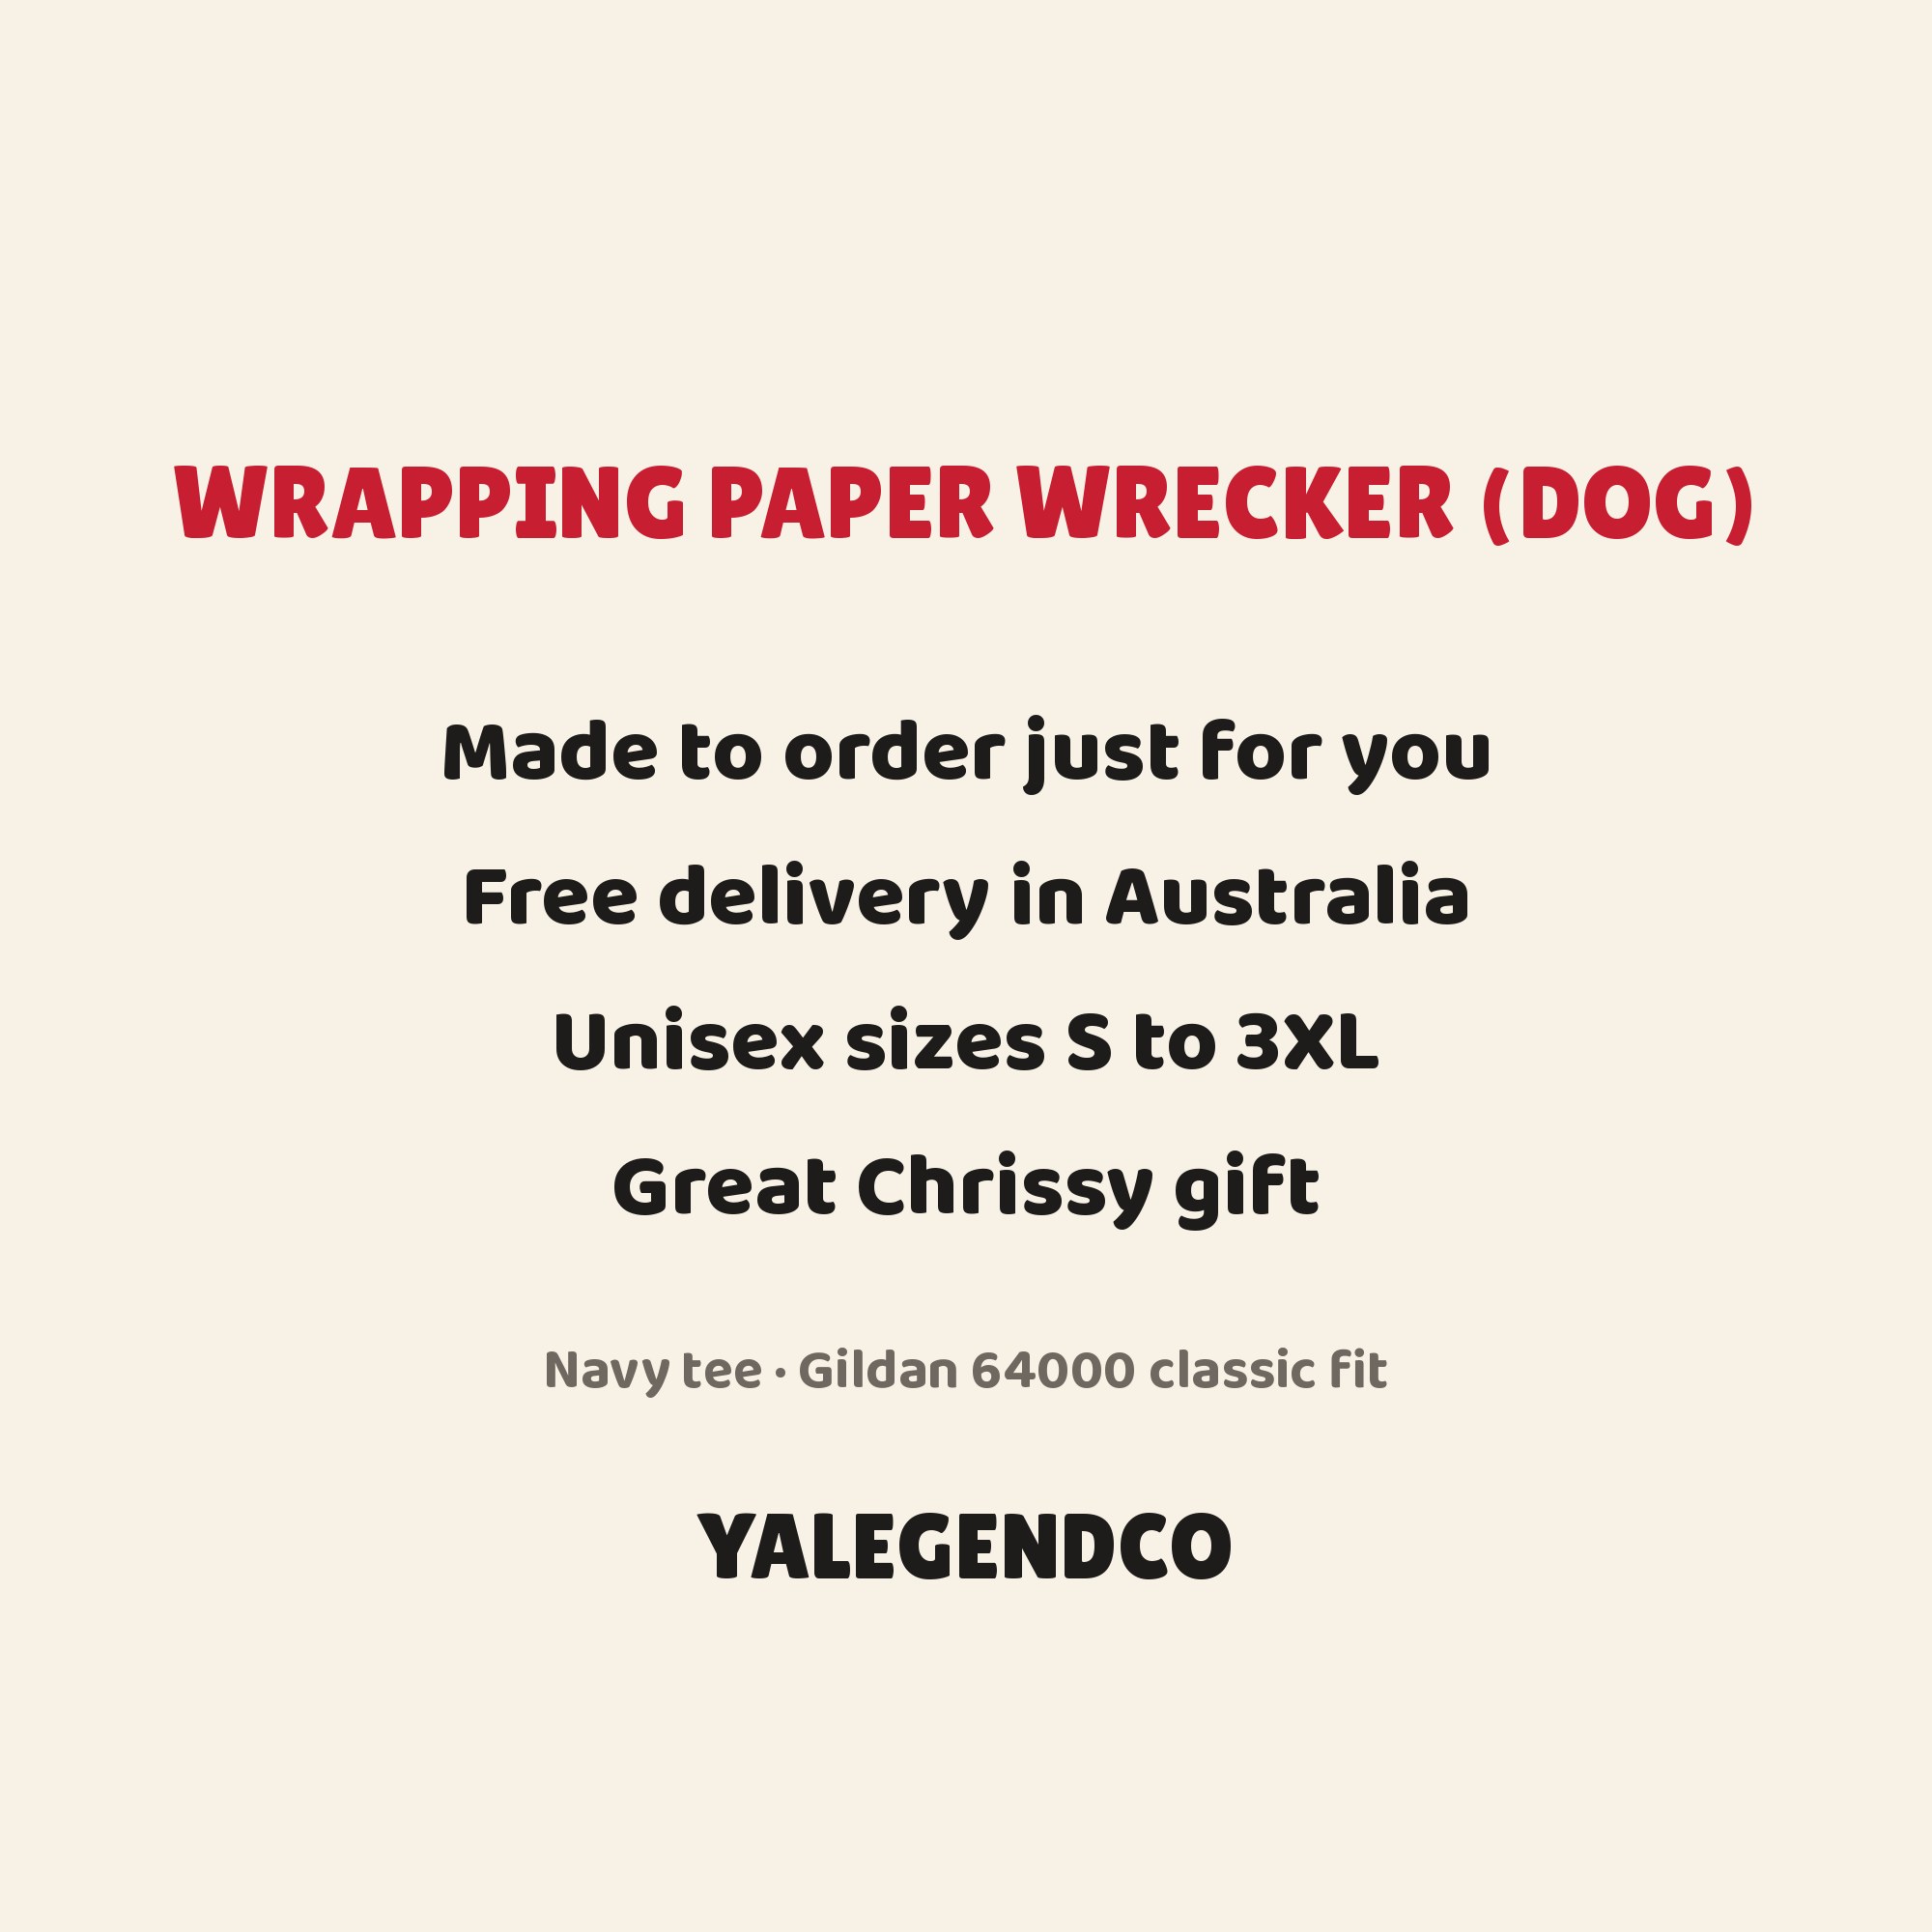 WRAPPING PAPER WRECKER (DOG)
Made to order just for you
Free delivery in Australia
Unisex sizes S to 3XL
Great Chrissy gift
Navy tee • Gildan 64000 classic fit
YALEGENDCO